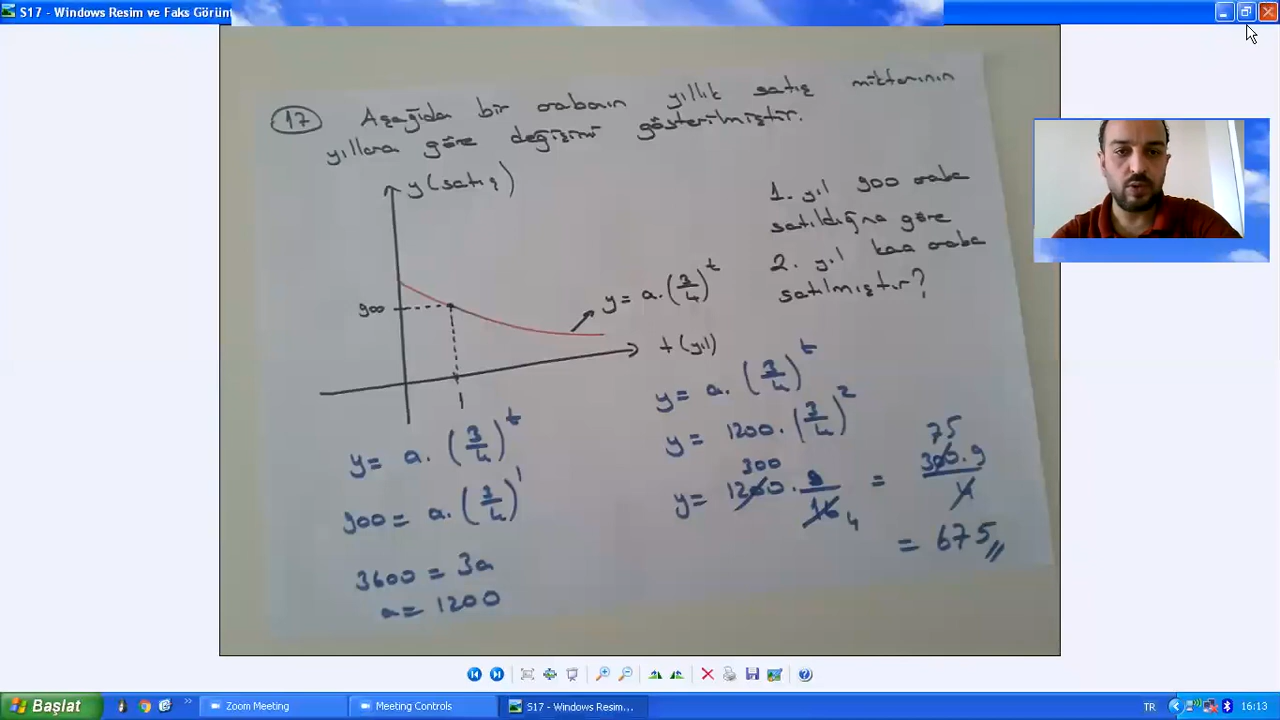 S17 - Windows Resim ve Faks Görün
17 Aşağıda bir arabanın yıllık satış miktarının
yıllara göre değişimi gösterilmiştir.
y (satış)
900
1
y = a. (3/4)^t
t (yıl)
1. yıl 900 araba
satıldığına göre
2. yıl kaç araba
satılmıştır?
y = a. (3/4)^t
900 = a. (3/4)^1
3600 = 3a
a = 1200
y = a. (3/4)^t
y = 1200. (3/4)^2
300 75
y = 1200. 9/16 4 = 300.9/4
= 675//
Başlat
Zoom Meeting
Meeting Controls
S17 - Windows Resim...
TR
16:13